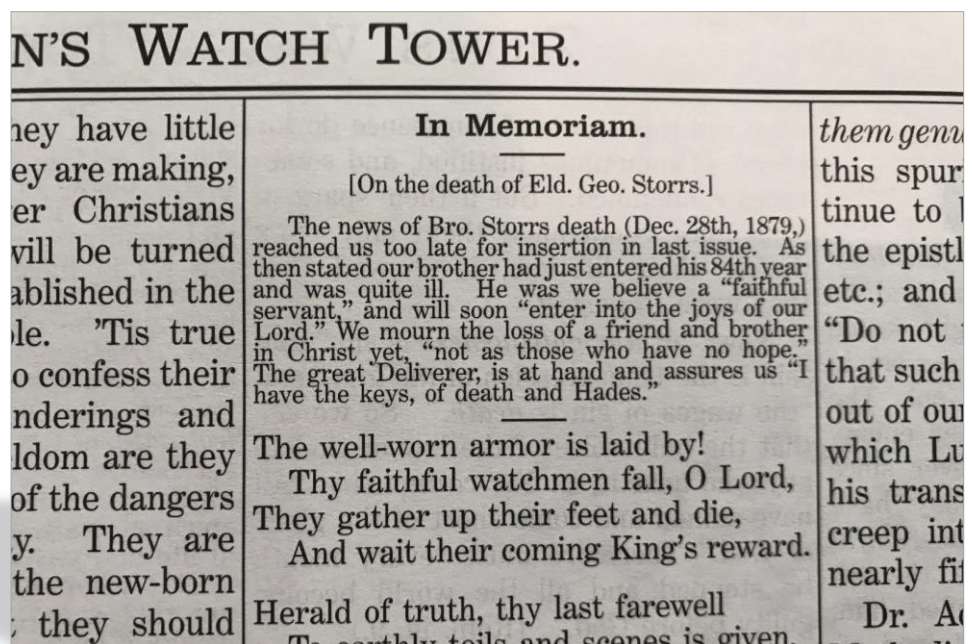 N'S WATCH TOWER.
hey have little
ey are making,
er Christians
will be turned
ablished in the
le. 'Tis true
o confess their
nderings and
ldom are they
of the dangers
y. They are
the new-born
they should
In Memoriam.
[On the death of Eld. Geo. Storrs.]
The news of Bro. Storrs death (Dec. 28th, 1879,)
reached us too late for insertion in last issue. As
then stated our brother had just entered his 84th year
and was quite ill. He was we believe a “faithful
servant,” and will soon “enter into the joys of our
Lord.” We mourn the loss of a friend and brother
in Christ yet, “not as those who have no hope.”
The great Deliverer, is at hand and assures us “I
have the keys, of death and Hades.”
The well-worn armor is laid by!
Thy faithful watchmen fall, O Lord,
They gather up their feet and die,
And wait their coming King's reward.
Herald of truth, thy last farewell
To earthly toils and scenes is given
them genu
this spur
tinue to
the epistl
etc.; and
“Do not
that such
out of ou
which Lu
his trans
creep int
nearly fi
Dr. A